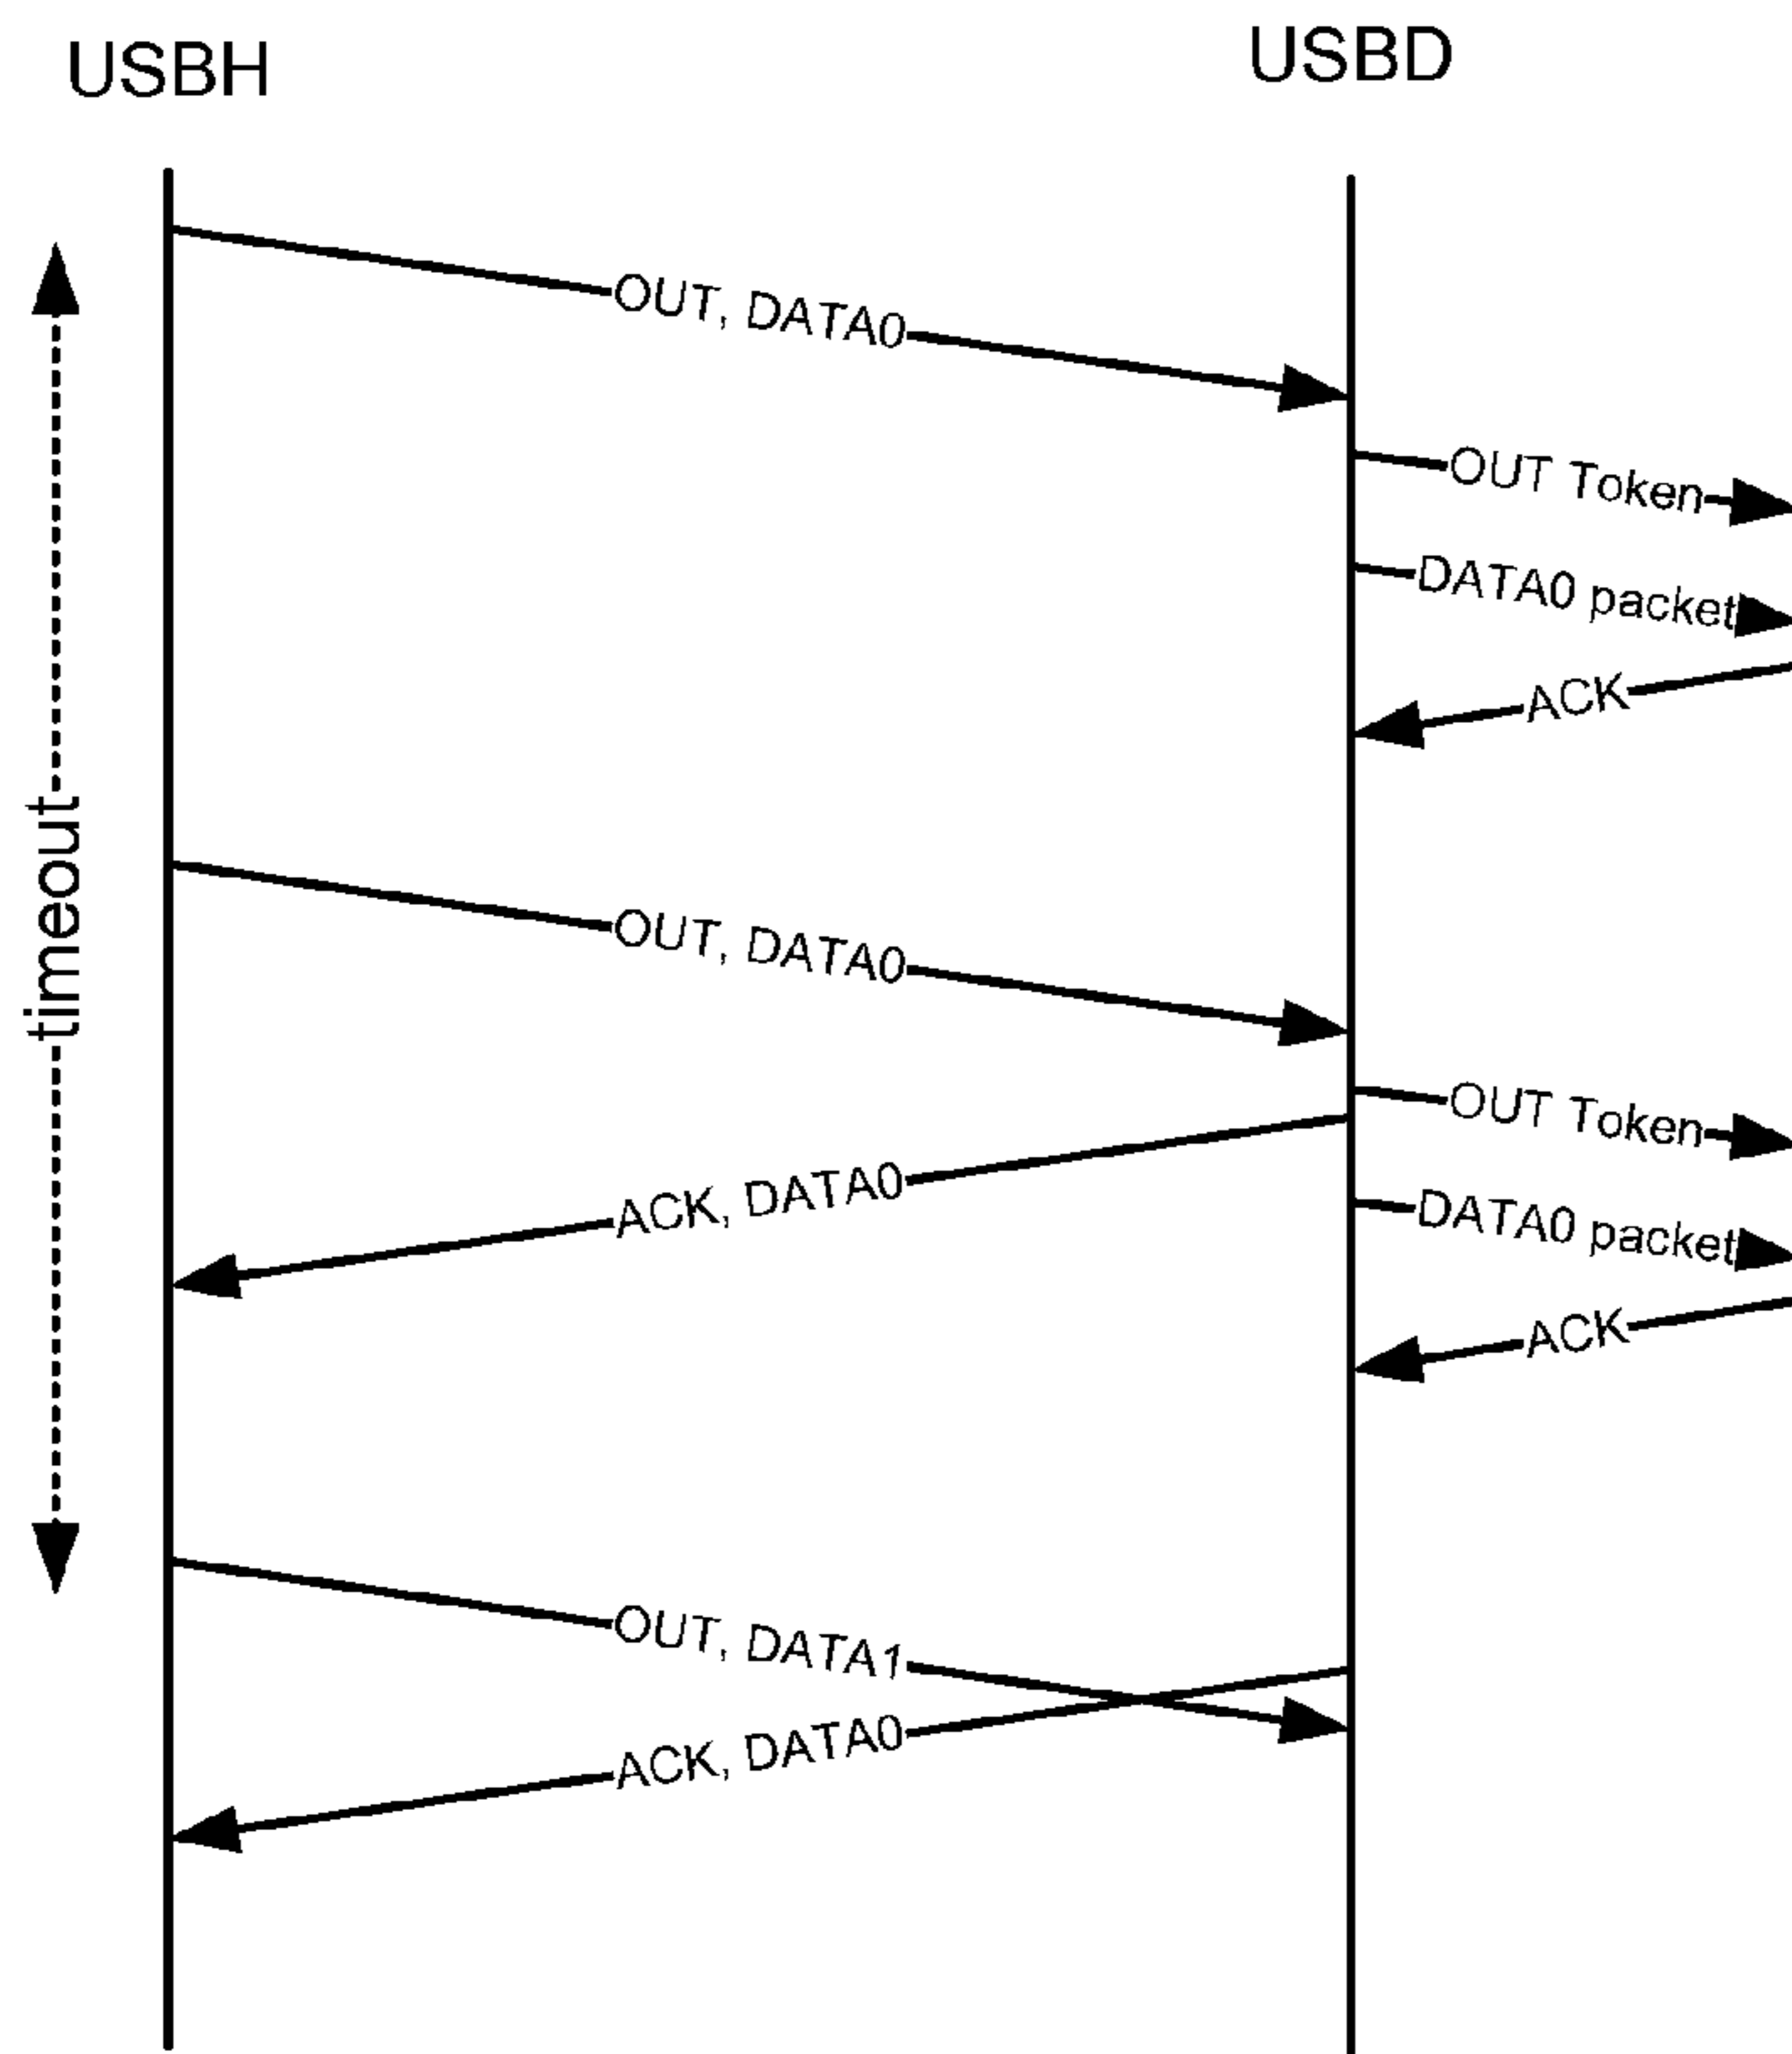 USBH
USBD
OUT, DATA0
OUT Token
DATA0 packet
ACK
timeout
OUT, DATA0
OUT Token
ACK, DATA0
DATA0 packet
ACK
OUT, DATA1
ACK, DATA0